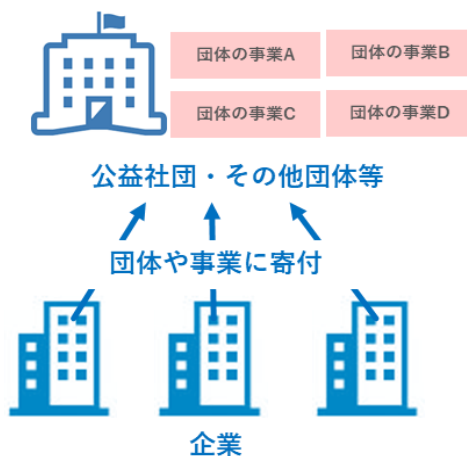 団体の事業A
団体の事業B
団体の事業C
団体の事業D
公益社団・その他団体等
団体や事業に寄付
企業